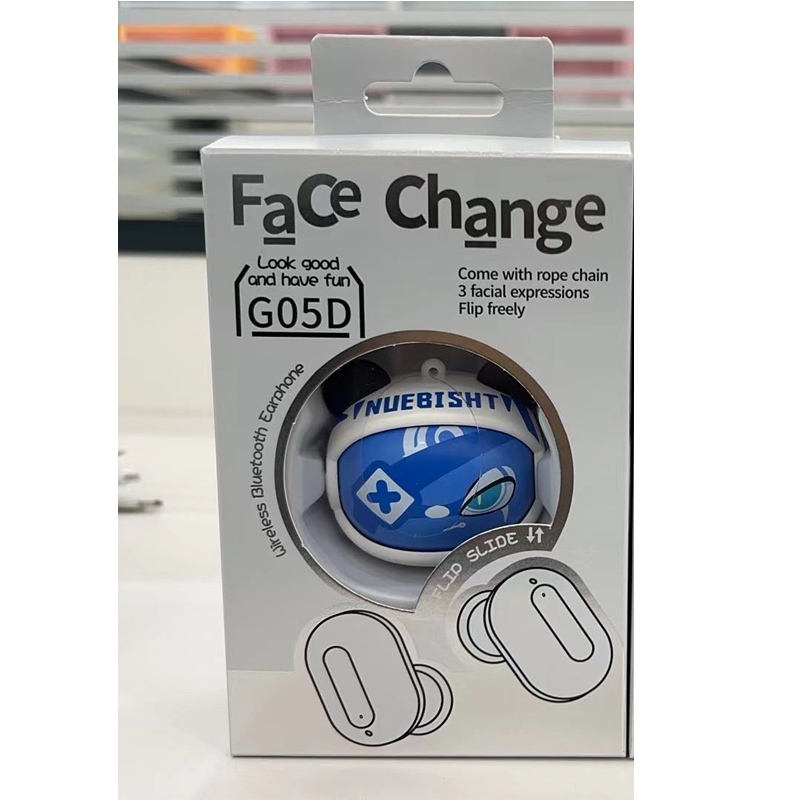 Face Change
Look good
and have fun
G05D
Come with rope chain
3 facial expressions
Flip freely
Wireless Bluetooth Earphone
NUEBISHT
FLIP SLIDE